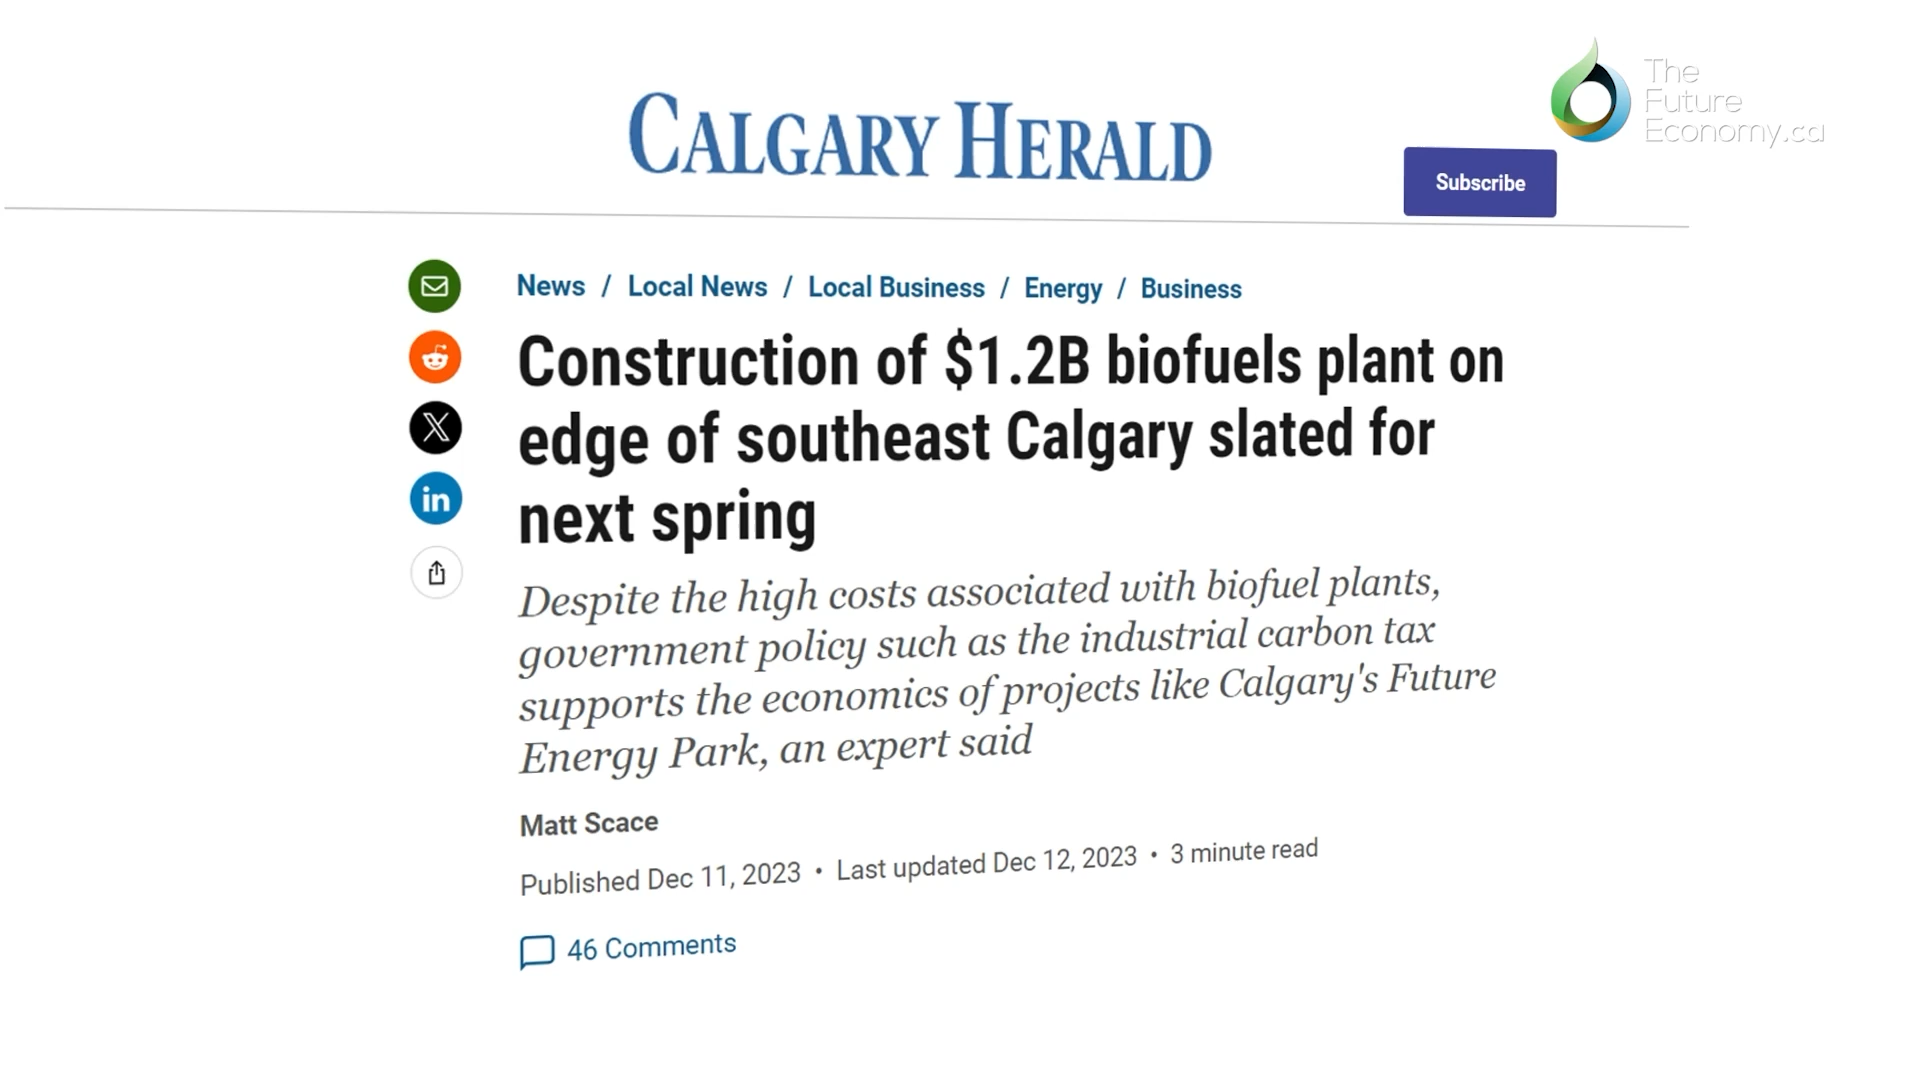 The
Future
Economy.ca
CALGARY HERALD
Subscribe
News / Local News / Local Business / Energy / Business
Construction of $1.2B biofuels plant on
edge of southeast Calgary slated for
next spring
Despite the high costs associated with biofuel plants,
government policy such as the industrial carbon tax
supports the economics of projects like Calgary's Future
Energy Park, an expert said
Matt Scace
Published Dec 11, 2023 • Last updated Dec 12, 2023 • 3 minute read
46 Comments